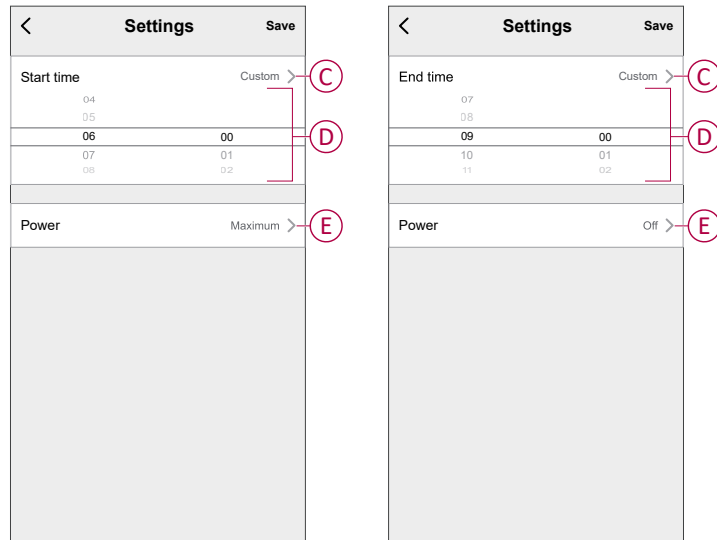 Settings Save
Start time Custom C
04
05
06 00 D
07 01
08 02
Power Maximum E
Settings Save
End time Custom C
07
08
09 00 D
10 01
11 02
Power Off E